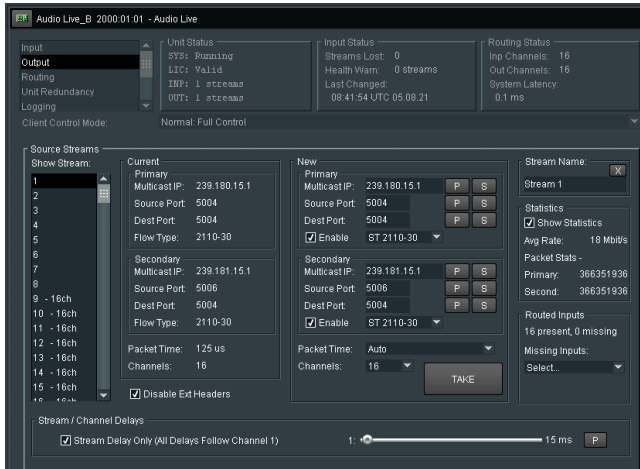 Audio Live_B 2000:01:01 - Audio Live
Input
Output
Routing
Unit Redundancy
Logging
Unit Status
SYS: Running
LIC: Valid
INP: 1 streams
OUT: 1 streams
Input Status
Streams Lost: 0
Health Warn: 0 streams
Last Changed:
08:41:54 UTC 05.08.21
Routing Status
Inp Channels: 16
Out Channels: 16
System Latency:
0.1 ms
Client Control Mode: Normal: Full Control
Source Streams
Show Stream:
1
2
3
4
5
6
7
8
9 - 16ch
10 - 16ch
11 - 16ch
12 - 16ch
13 - 16ch
14 - 16ch
15 - 16ch
16 - 16ch
Current
Primary
Multicast IP: 239.180.15.1
Source Port: 5004
Dest Port: 5004
Flow Type: 2110-30
Secondary
Multicast IP: 239.181.15.1
Source Port: 5006
Dest Port: 5004
Flow Type: 2110-30
Packet Time: 125 us
Channels: 16
Disable Ext Headers
New
Primary
Multicast IP: 239.180.15.1 P S
Source Port: 5004 P S
Dest Port: 5004 P S
Enable ST 2110-30
Secondary
Multicast IP: 239.181.15.1 P S
Source Port: 5006 P S
Dest Port: 5004 P S
Enable ST 2110-30
Packet Time: Auto
Channels: 16
TAKE
Stream Name: X
Stream 1
Statistics
Show Statistics
Avg Rate: 18 Mbit/s
Packet Stats -
Primary: 366351936
Second: 366351936
Routed Inputs
16 present, 0 missing
Missing Inputs:
Select...
Stream / Channel Delays
Stream Delay Only (All Delays Follow Channel 1) 1: 15 ms P